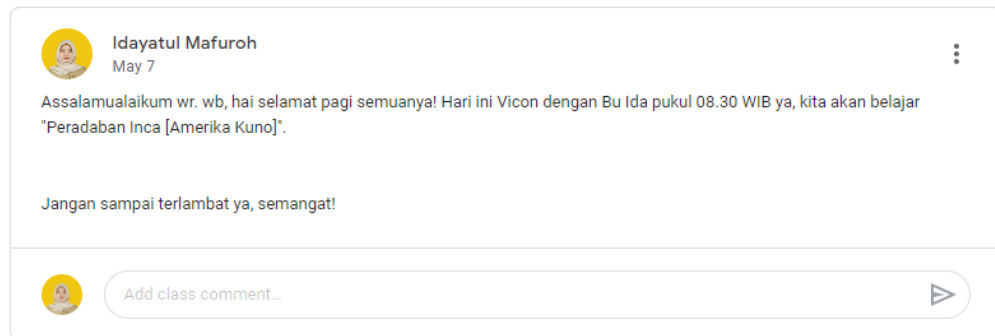 Idayatul Mafuroh
May 7
Assalamualaikum wr. wb, hai selamat pagi semuanya! Hari ini Vicon dengan Bu Ida pukul 08.30 WIB ya, kita akan belajar
"Peradaban Inca [Amerika Kuno]".
Jangan sampai terlambat ya, semangat!
Add class comment...